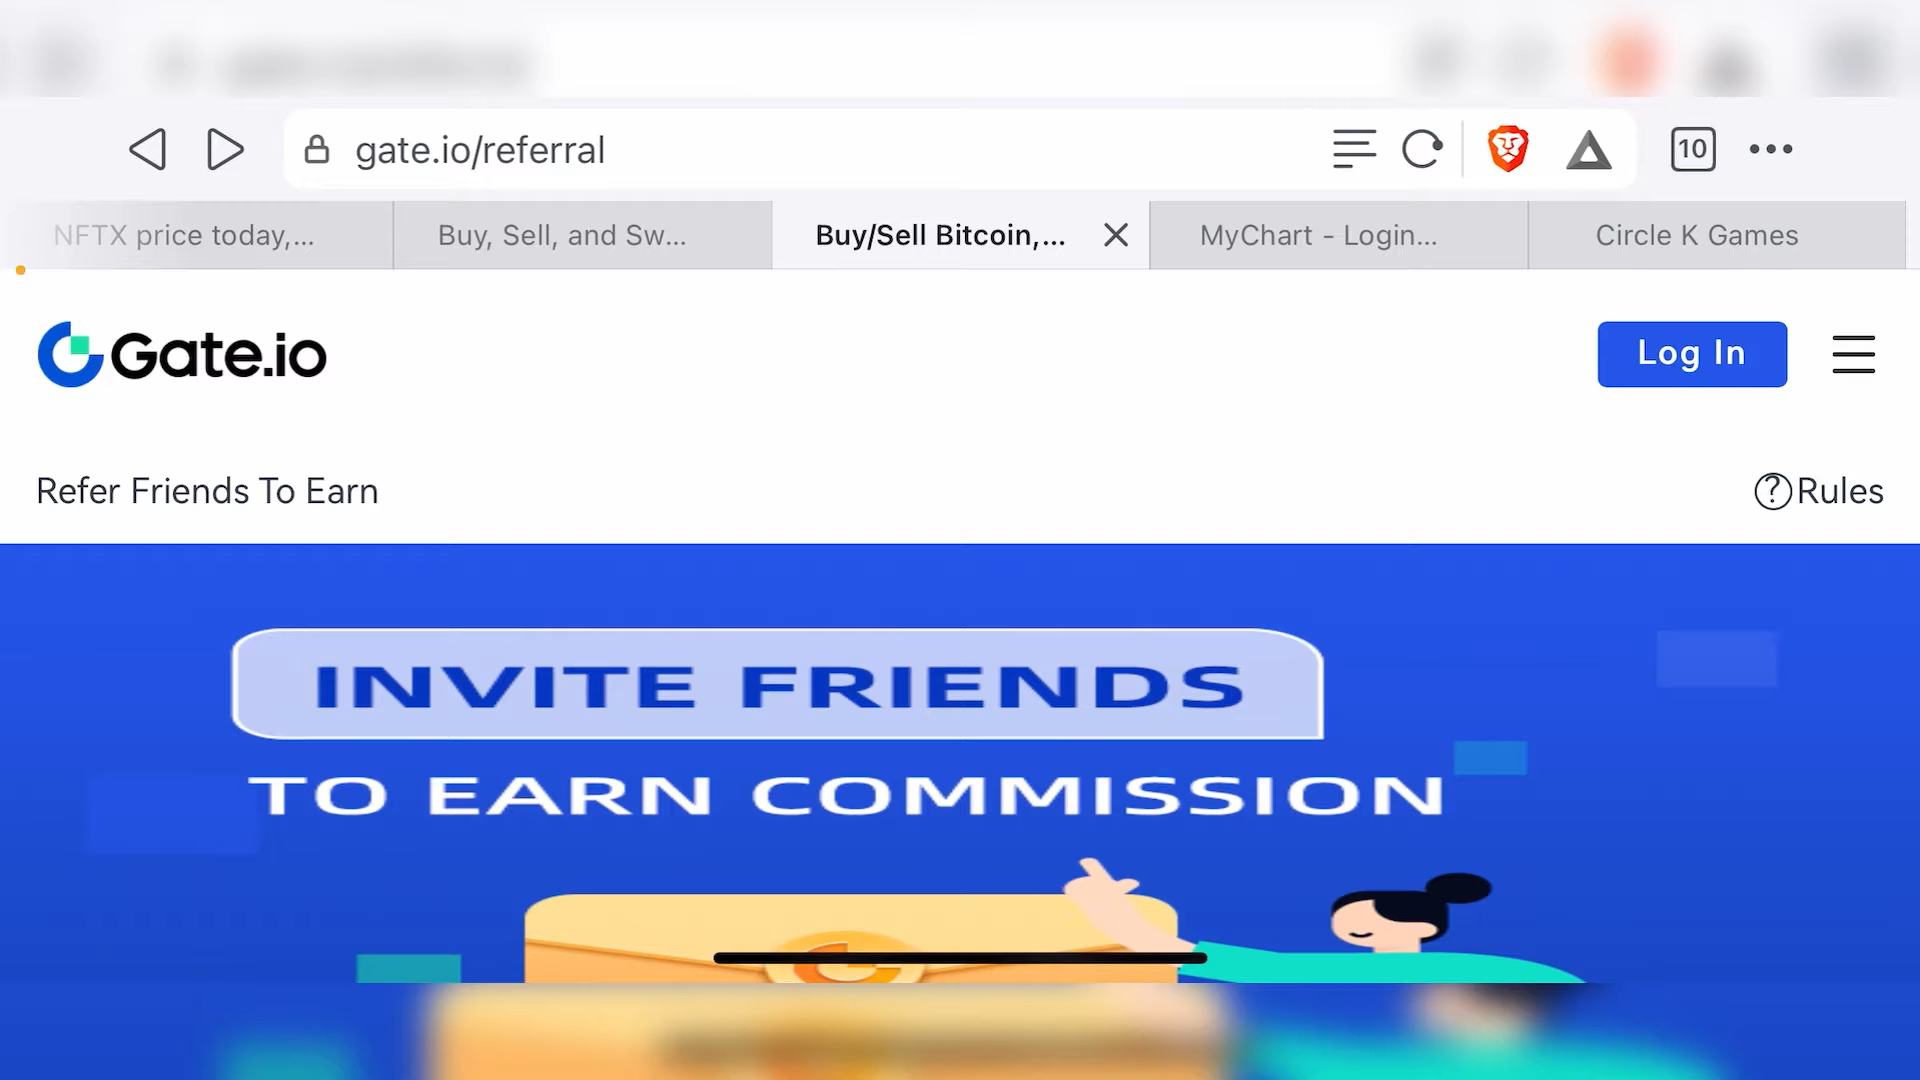 gate.io/referral
10
NFTX price today,...
Buy, Sell, and Sw...
Buy/Sell Bitcoin,...
MyChart - Login...
Circle K Games
Gate.io
Log In
Refer Friends To Earn
Rules
INVITE FRIENDS
TO EARN COMMISSION